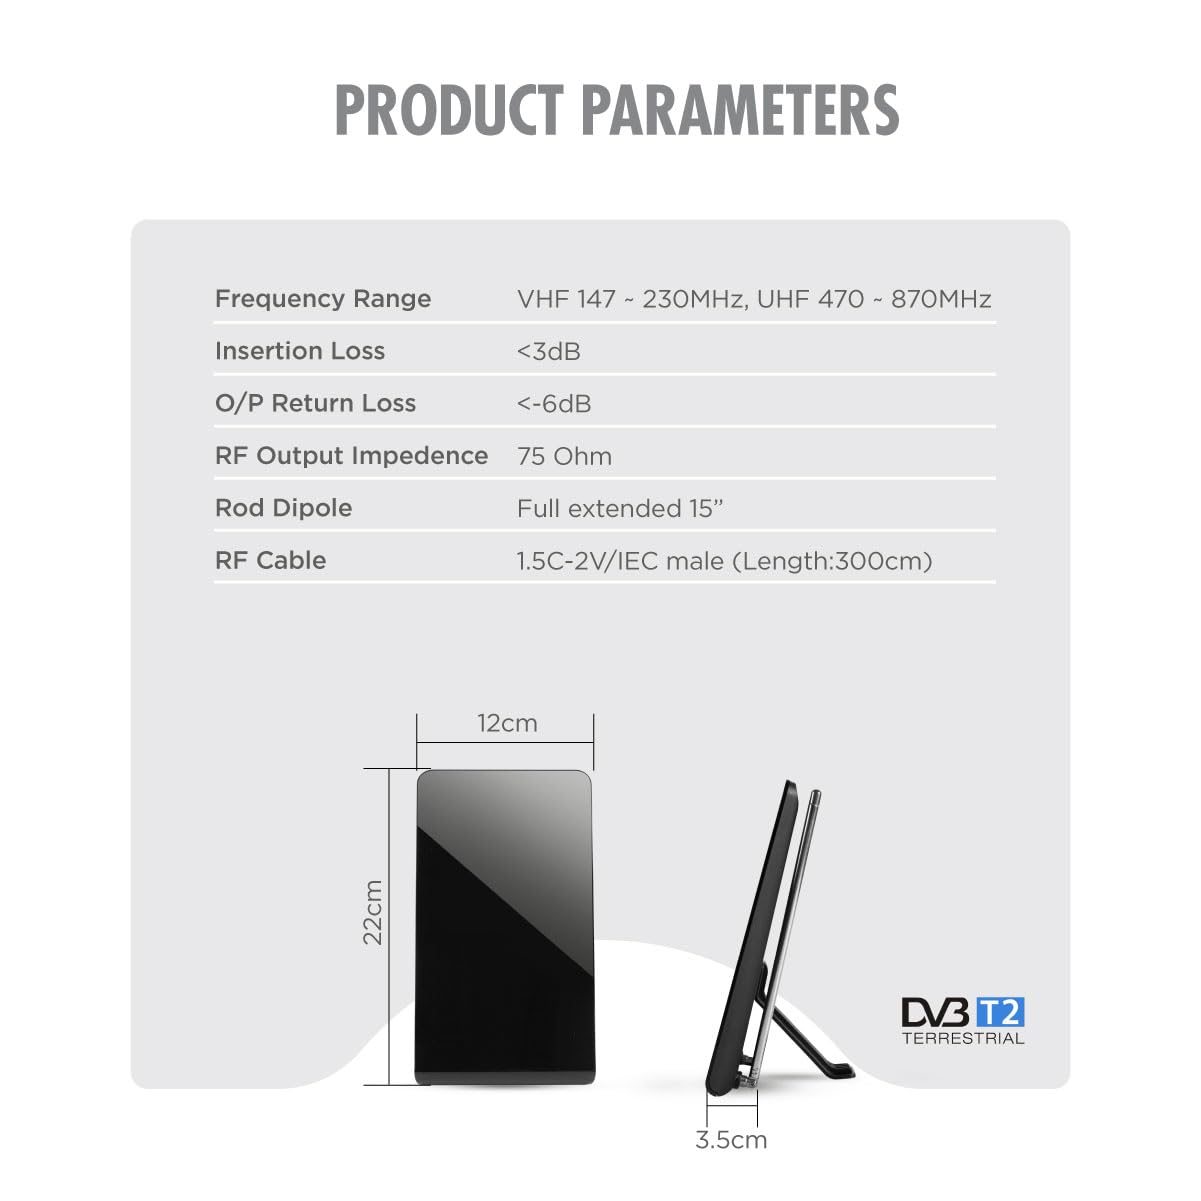 PRODUCT PARAMETERS
Frequency Range VHF 147 ~ 230MHz, UHF 470 ~ 870MHz
Insertion Loss <3dB
O/P Return Loss <-6dB
RF Output Impedence 75 Ohm
Rod Dipole Full extended 15”
RF Cable 1.5C-2V/IEC male (Length:300cm)
12cm
22cm
DVB T2
TERRESTRIAL
3.5cm